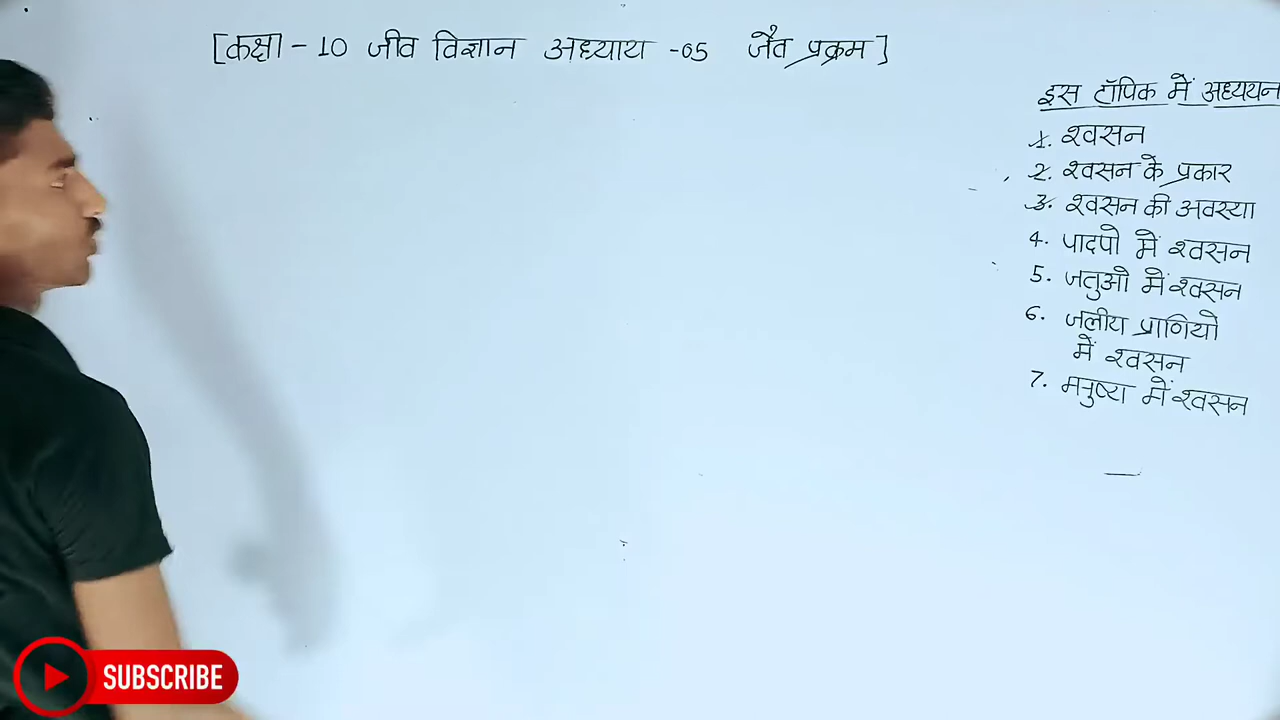 [कक्षा - 10 जीव विज्ञान अध्याय -05 जैव प्रक्रम]
इस टॉपिक में अध्ययन
1. श्वसन
2. श्वसन के प्रकार
3. श्वसन की अवस्था
4. पादपो में श्वसन
5. जतुओ में श्वसन
6. जलीय प्राणियो
में श्वसन
7. मनुष्य में श्वसन
SUBSCRIBE